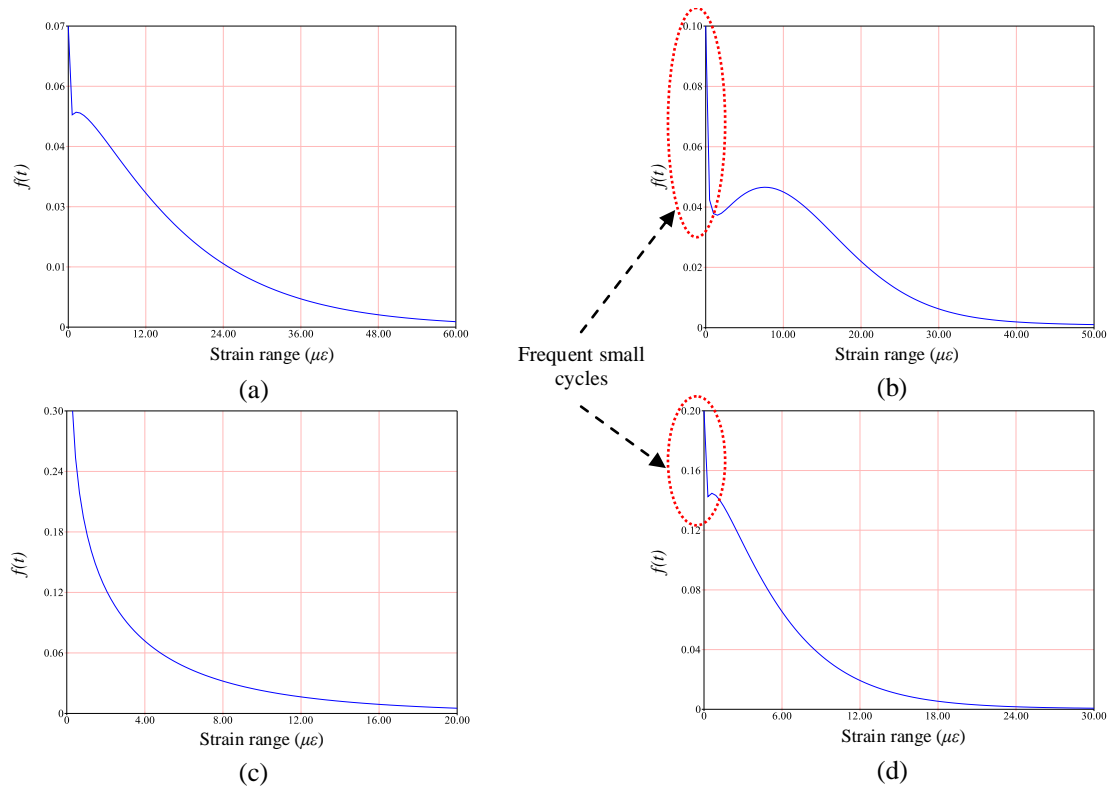 0.07
0.06
0.04
0.03
0.01
0
f(t)
0 12.00 24.00 36.00 48.00 60.00
Strain range (με)
(a)
0.10
0.08
0.06
0.04
0.02
0
f(t)
0 10.00 20.00 30.00 40.00 50.00
Strain range (με)
(b)
Frequent small
cycles
0.30
0.24
0.18
0.12
0.06
0
f(t)
0 4.00 8.00 12.00 16.00 20.00
Strain range (με)
(c)
0.20
0.16
0.12
0.08
0.04
0
f(t)
0 6.00 12.00 18.00 24.00 30.00
Strain range (με)
(d)